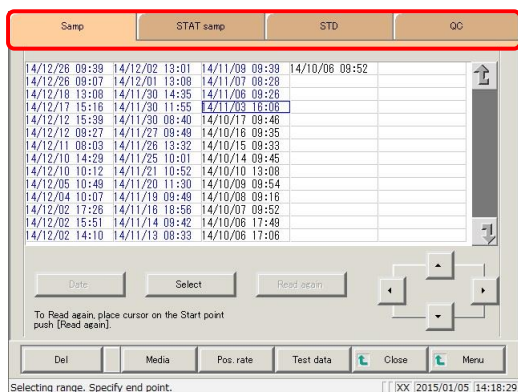 Samp STAT samp STD QC
14/12/26 09:39 14/12/02 13:01 14/11/09 09:39 14/10/06 09:52
14/12/26 09:07 14/12/01 13:08 14/11/07 08:28
14/12/18 13:08 14/11/30 14:35 14/11/06 09:26
14/12/17 15:16 14/11/30 11:55 14/11/03 16:06
14/12/12 15:39 14/11/30 08:40 14/10/17 09:46
14/12/12 09:27 14/11/27 09:49 14/10/16 09:35
14/12/11 08:03 14/11/26 13:32 14/10/15 09:33
14/12/10 14:29 14/11/25 10:01 14/10/14 09:45
14/12/10 10:12 14/11/21 10:52 14/10/10 13:08
14/12/05 10:49 14/11/20 11:30 14/10/09 09:54
14/12/04 10:07 14/11/19 09:49 14/10/08 09:16
14/12/02 17:26 14/11/16 18:56 14/10/07 09:52
14/12/02 15:51 14/11/14 09:42 14/10/06 17:49
14/12/02 14:10 14/11/13 08:33 14/10/06 17:06
Date Select Read again
To Read again, place cursor on the Start point
push [Read again].
Del Media Pos. rate Test data Close Menu
Selecting range. Specify end point. XX 2015/01/05 14:18:29